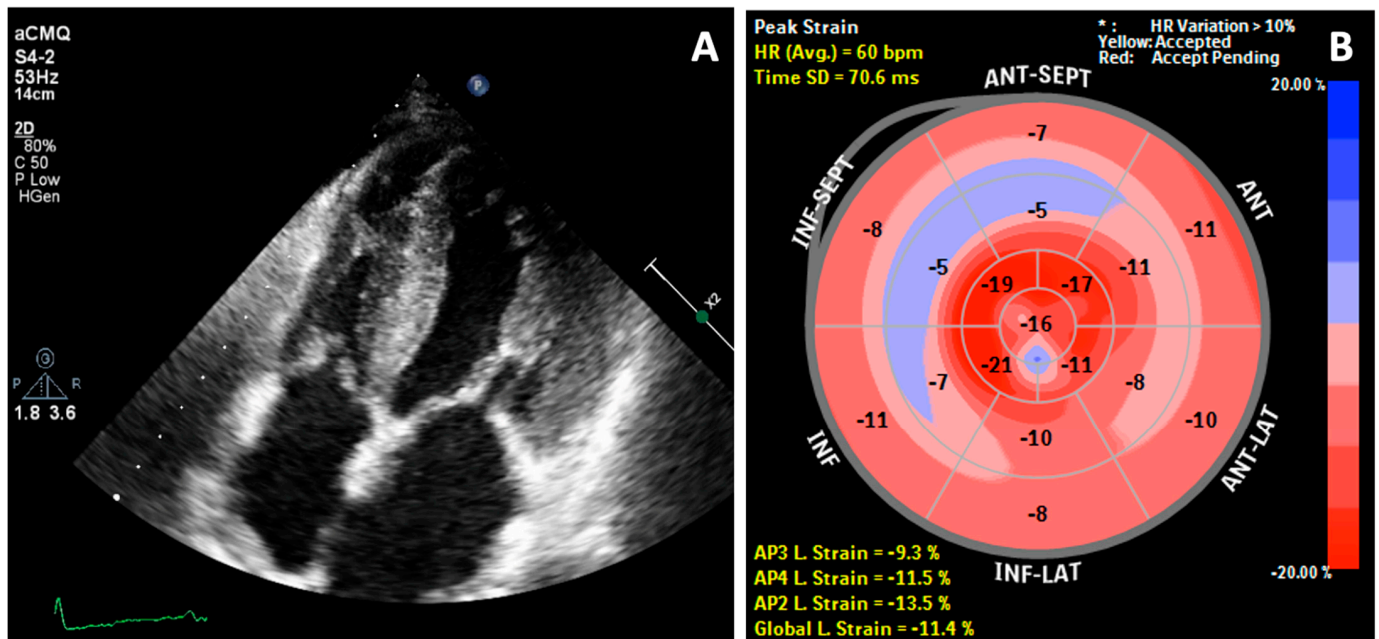 aCMQ
S4-2
53Hz
14cm
2D
80%
C 50
P Low
HGen
A
P
X2
G
P R
1.8 3.6
Peak Strain
HR (Avg.) = 60 bpm
Time SD = 70.6 ms
* : HR Variation > 10%
Yellow: Accepted
Red: Accept Pending
B
20.00 %
ANT-SEPT
INF-SEPT
ANT
-7
-8
-11
-5
-5
-11
-19
-17
-16
-21
-11
-7
-8
-11
-10
-10
-8
INF
ANT-LAT
INF-LAT
-20.00 %
AP3 L. Strain = -9.3 %
AP4 L. Strain = -11.5 %
AP2 L. Strain = -13.5 %
Global L. Strain = -11.4 %